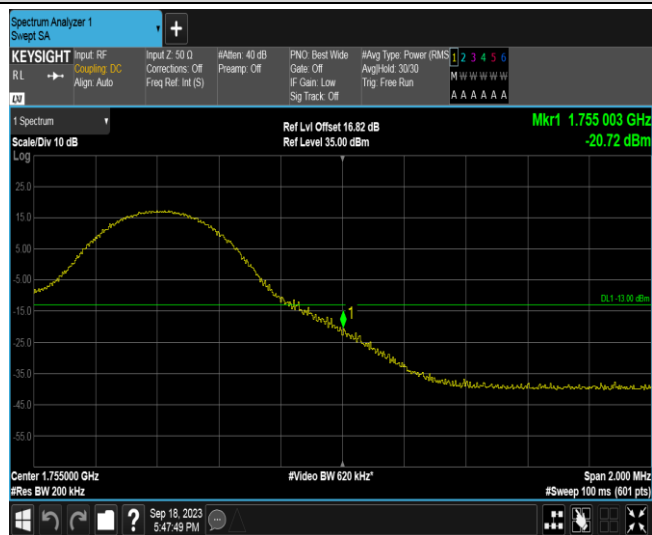 Spectrum Analyzer 1
Swept SA
+
KEYSIGHT
RL
LXI
Input: RF
Coupling: DC
Align: Auto
Input Z: 50 Ω
Corrections: Off
Freq Ref: Int (S)
#Atten: 40 dB
Preamp: Off
PNO: Best Wide
Gate: Off
IF Gain: Low
Sig Track: Off
#Avg Type: Power (RMS
Avg|Hold: 30/30
Trig: Free Run
1 2 3 4 5 6
M W W W W W
A A A A A A
1 Spectrum
Scale/Div 10 dB
Log
Ref Lvl Offset 16.82 dB
Ref Level 35.00 dBm
Mkr1 1.755 003 GHz
-20.72 dBm
25.0
15.0
5.00
-5.00
DL1 -13.00 dBm
-15.0
1
-25.0
-35.0
-45.0
-55.0
Center 1.755000 GHz
#Res BW 200 kHz
#Video BW 620 kHz*
Span 2.000 MHz
#Sweep 100 ms (601 pts)
?
Sep 18, 2023
5:47:49 PM